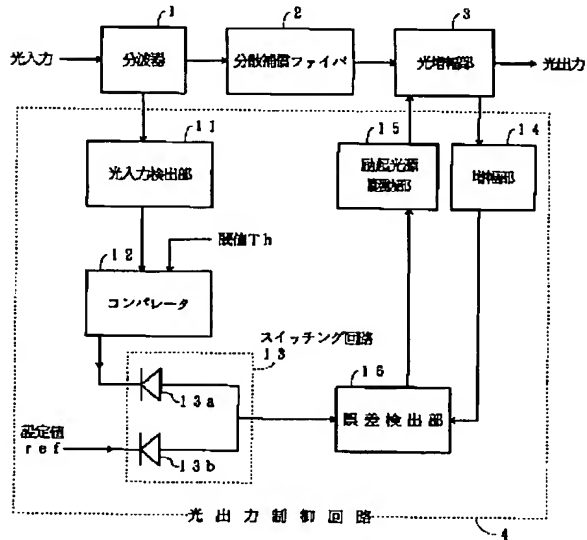 1
2
3
光入力
分波器
分散補償ファイバ
光増幅部
光出力
11
光入力検出部
15
励起光源
駆動部
14
増幅部
閾値Th
12
コンパレータ
スイッチング回路
13
13a
設定値
ref
13b
16
誤差検出部
光出力制御回路
4